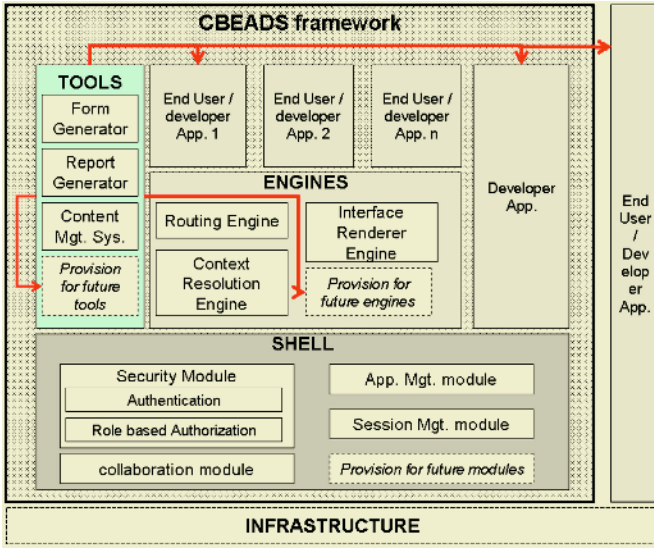 CBEADS framework
TOOLS
Form
Generator
Report
Generator
Content
Mgt. Sys.
Provision
for future
tools
End User /
developer
App. 1
End User /
developer
App. 2
End User /
developer
App. n
ENGINES
Routing Engine
Context
Resolution
Engine
Interface
Renderer
Engine
Provision for
future engines
Developer
App.
End
User
/
Dev
elop
er
App.
SHELL
Security Module
Authentication
Role based Authorization
collaboration module
App. Mgt. module
Session Mgt. module
Provision for future modules
INFRASTRUCTURE